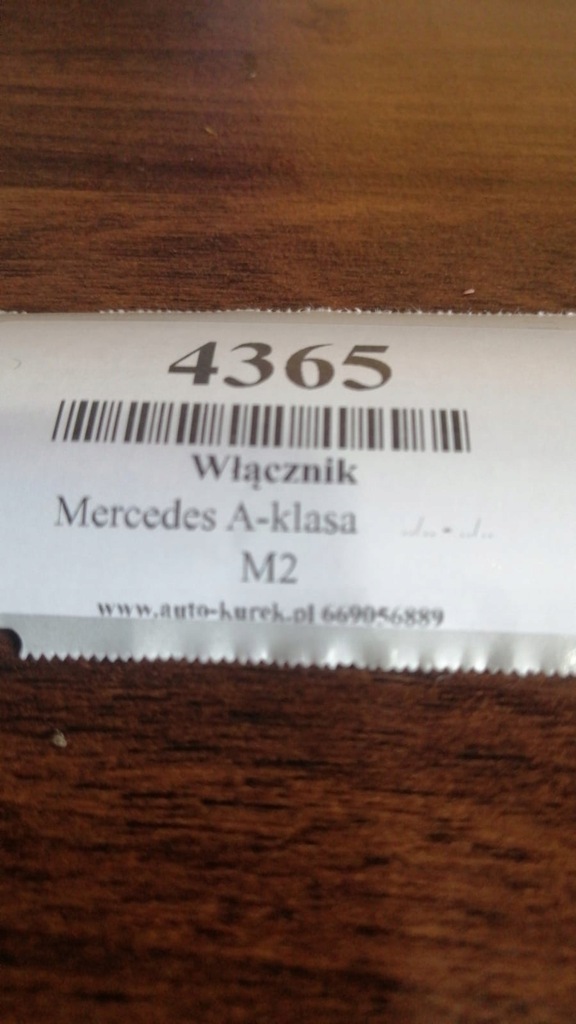 4365
Włącznik
Mercedes A-klasa ../.. - ../..
M2
www.auto-kurek.pl 669056889